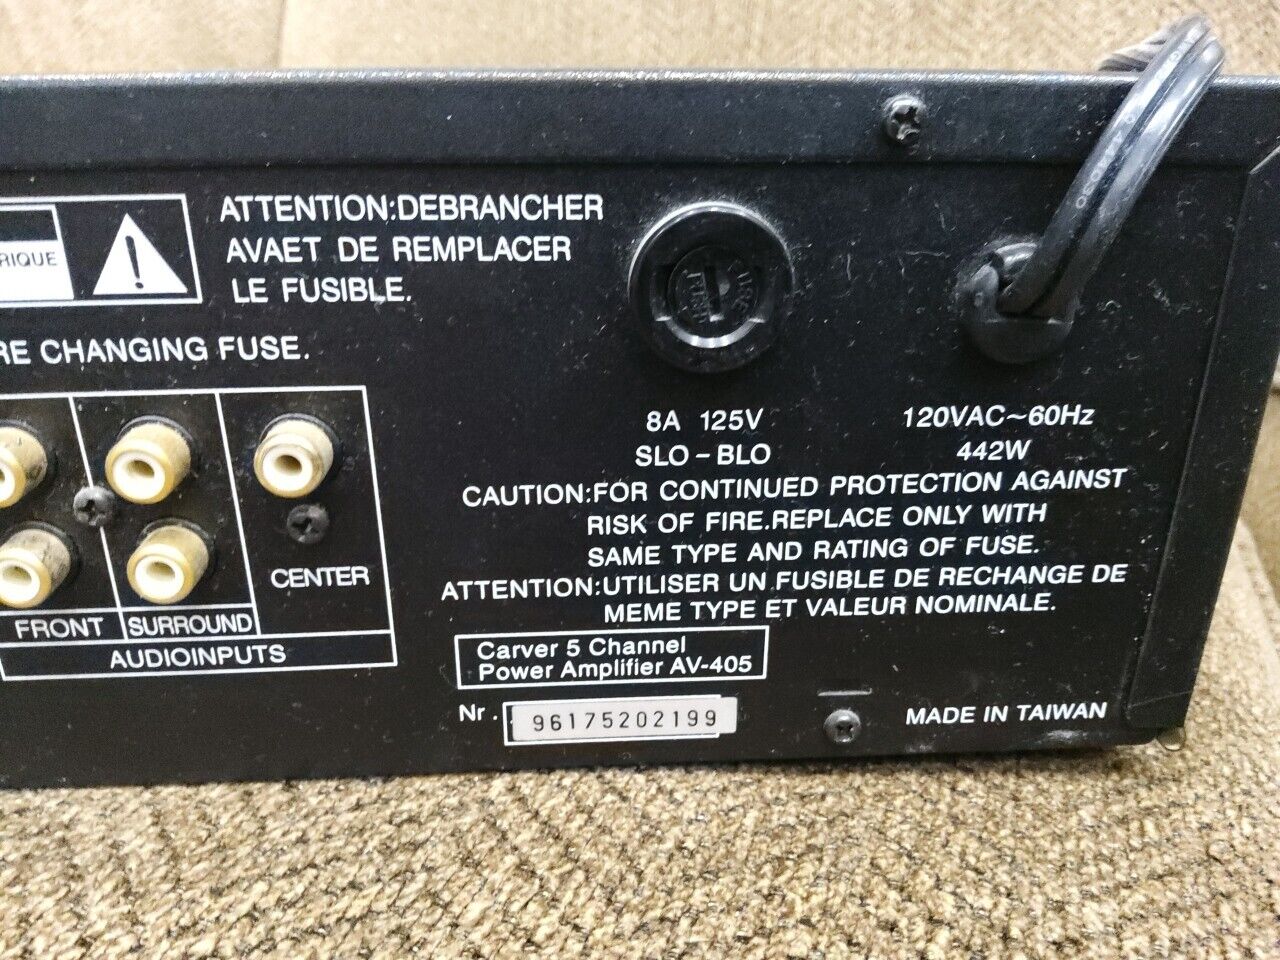 RIQUE
ATTENTION:DEBRANCHER
AVAET DE REMPLACER
LE FUSIBLE.
RE CHANGING FUSE.
FRONT
SURROUND
CENTER
AUDIOINPUTS
FUSE
8A 125V
SLO-BLO
120VAC~60Hz
442W
CAUTION:FOR CONTINUED PROTECTION AGAINST
RISK OF FIRE.REPLACE ONLY WITH
SAME TYPE AND RATING OF FUSE.
ATTENTION:UTILISER UN FUSIBLE DE RECHANGE DE
MEME TYPE ET VALEUR NOMINALE.
Carver 5 Channel
Power Amplifier AV-405
Nr. 96175202199
MADE IN TAIWAN